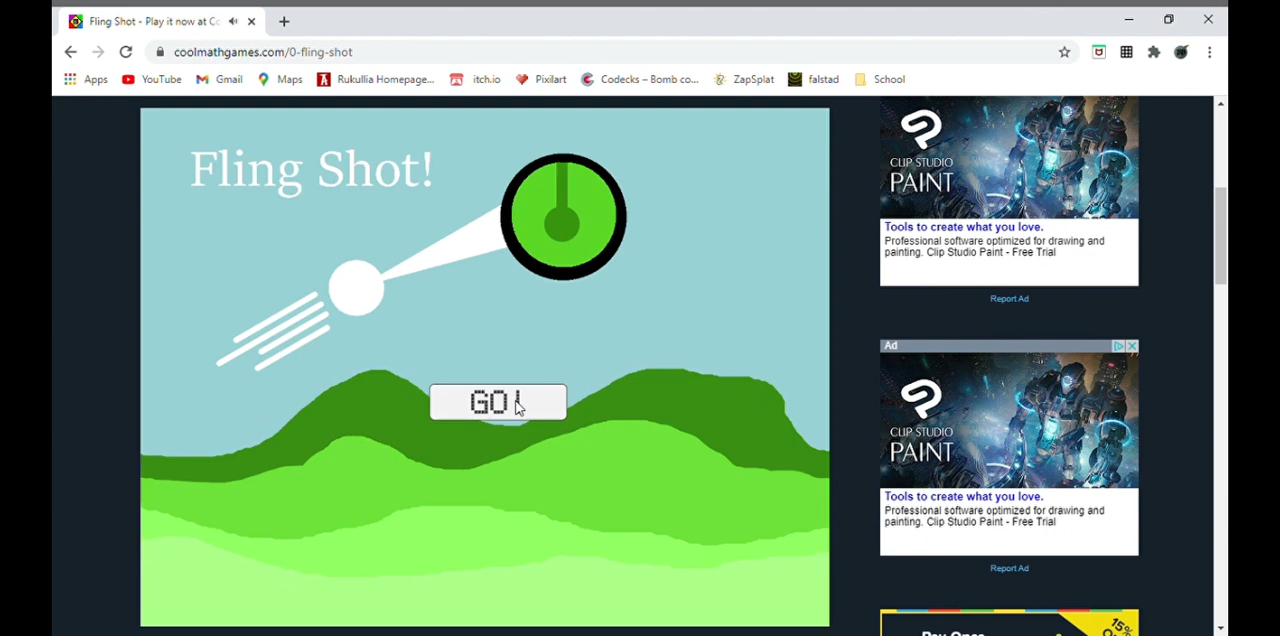 Fling Shot - Play it now at Co
coolmathgames.com/0-fling-shot
Apps YouTube Gmail Maps Rukullia Homepage... itch.io Pixilart Codecks – Bomb co... ZapSplat falstad School
Fling Shot!
GO!
CLIP STUDIO
PAINT
Tools to create what you love.
Professional software optimized for drawing and
painting. Clip Studio Paint - Free Trial
Report Ad
Ad
CLIP STUDIO
PAINT
Tools to create what you love.
Professional software optimized for drawing and
painting. Clip Studio Paint - Free Trial
Report Ad
15%